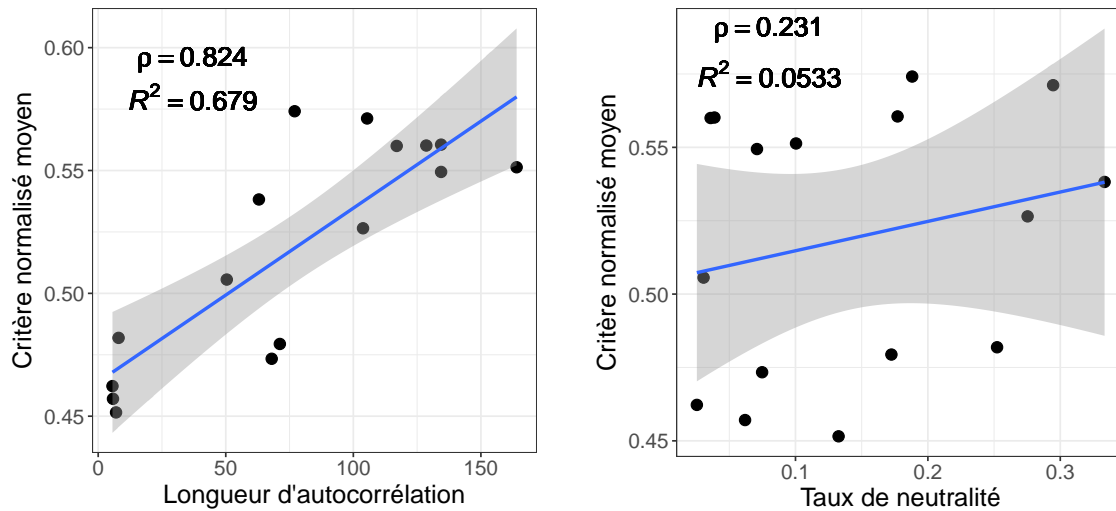 ρ = 0.824
R² = 0.679
Critère normalisé moyen
0.60
0.55
0.50
0.45
0
50
100
150
Longueur d'autocorrélation
ρ = 0.231
R² = 0.0533
Critère normalisé moyen
0.55
0.50
0.45
0.1
0.2
0.3
Taux de neutralité